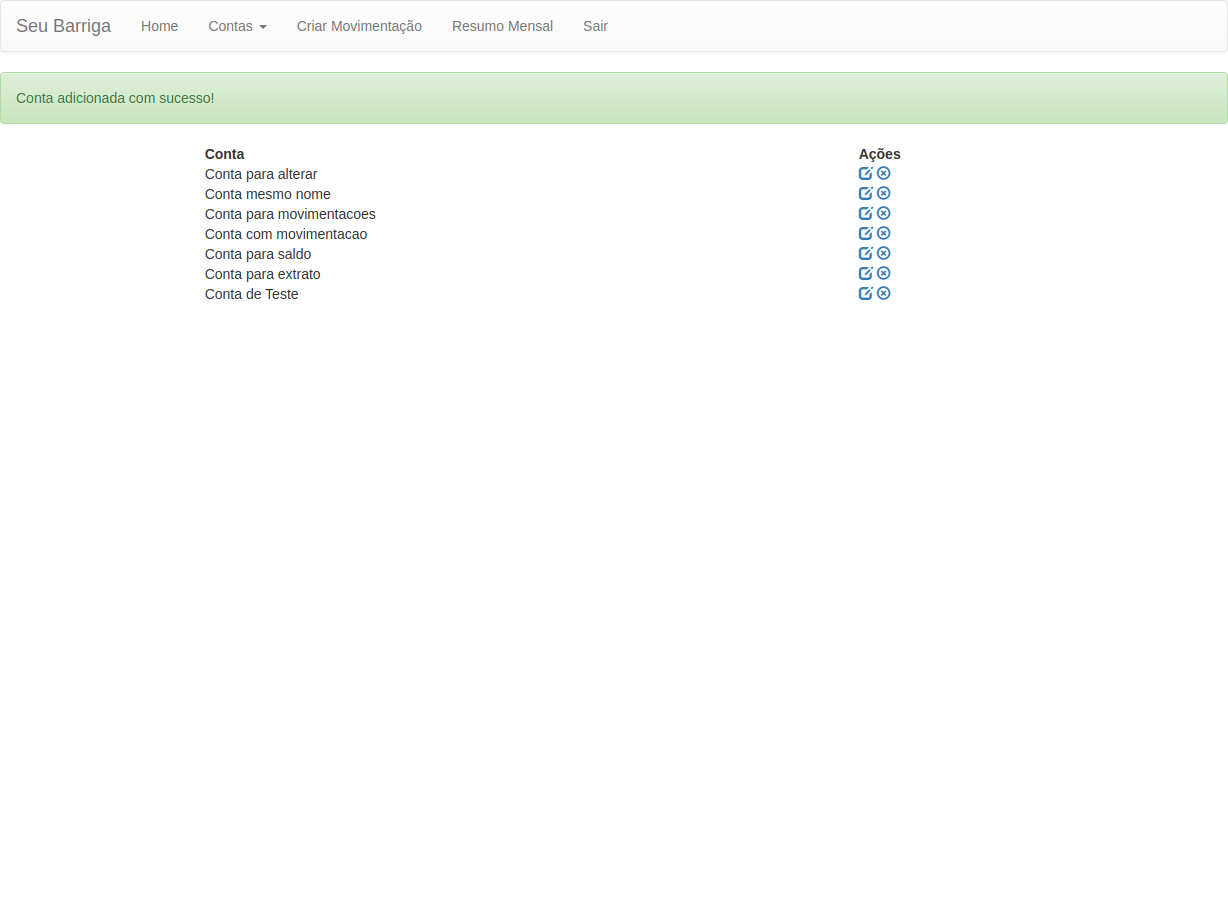 Seu Barriga Home Contas Criar Movimentação Resumo Mensal Sair
Conta adicionada com sucesso!
Conta Ações
Conta para alterar
Conta mesmo nome
Conta para movimentacoes
Conta com movimentacao
Conta para saldo
Conta para extrato
Conta de Teste